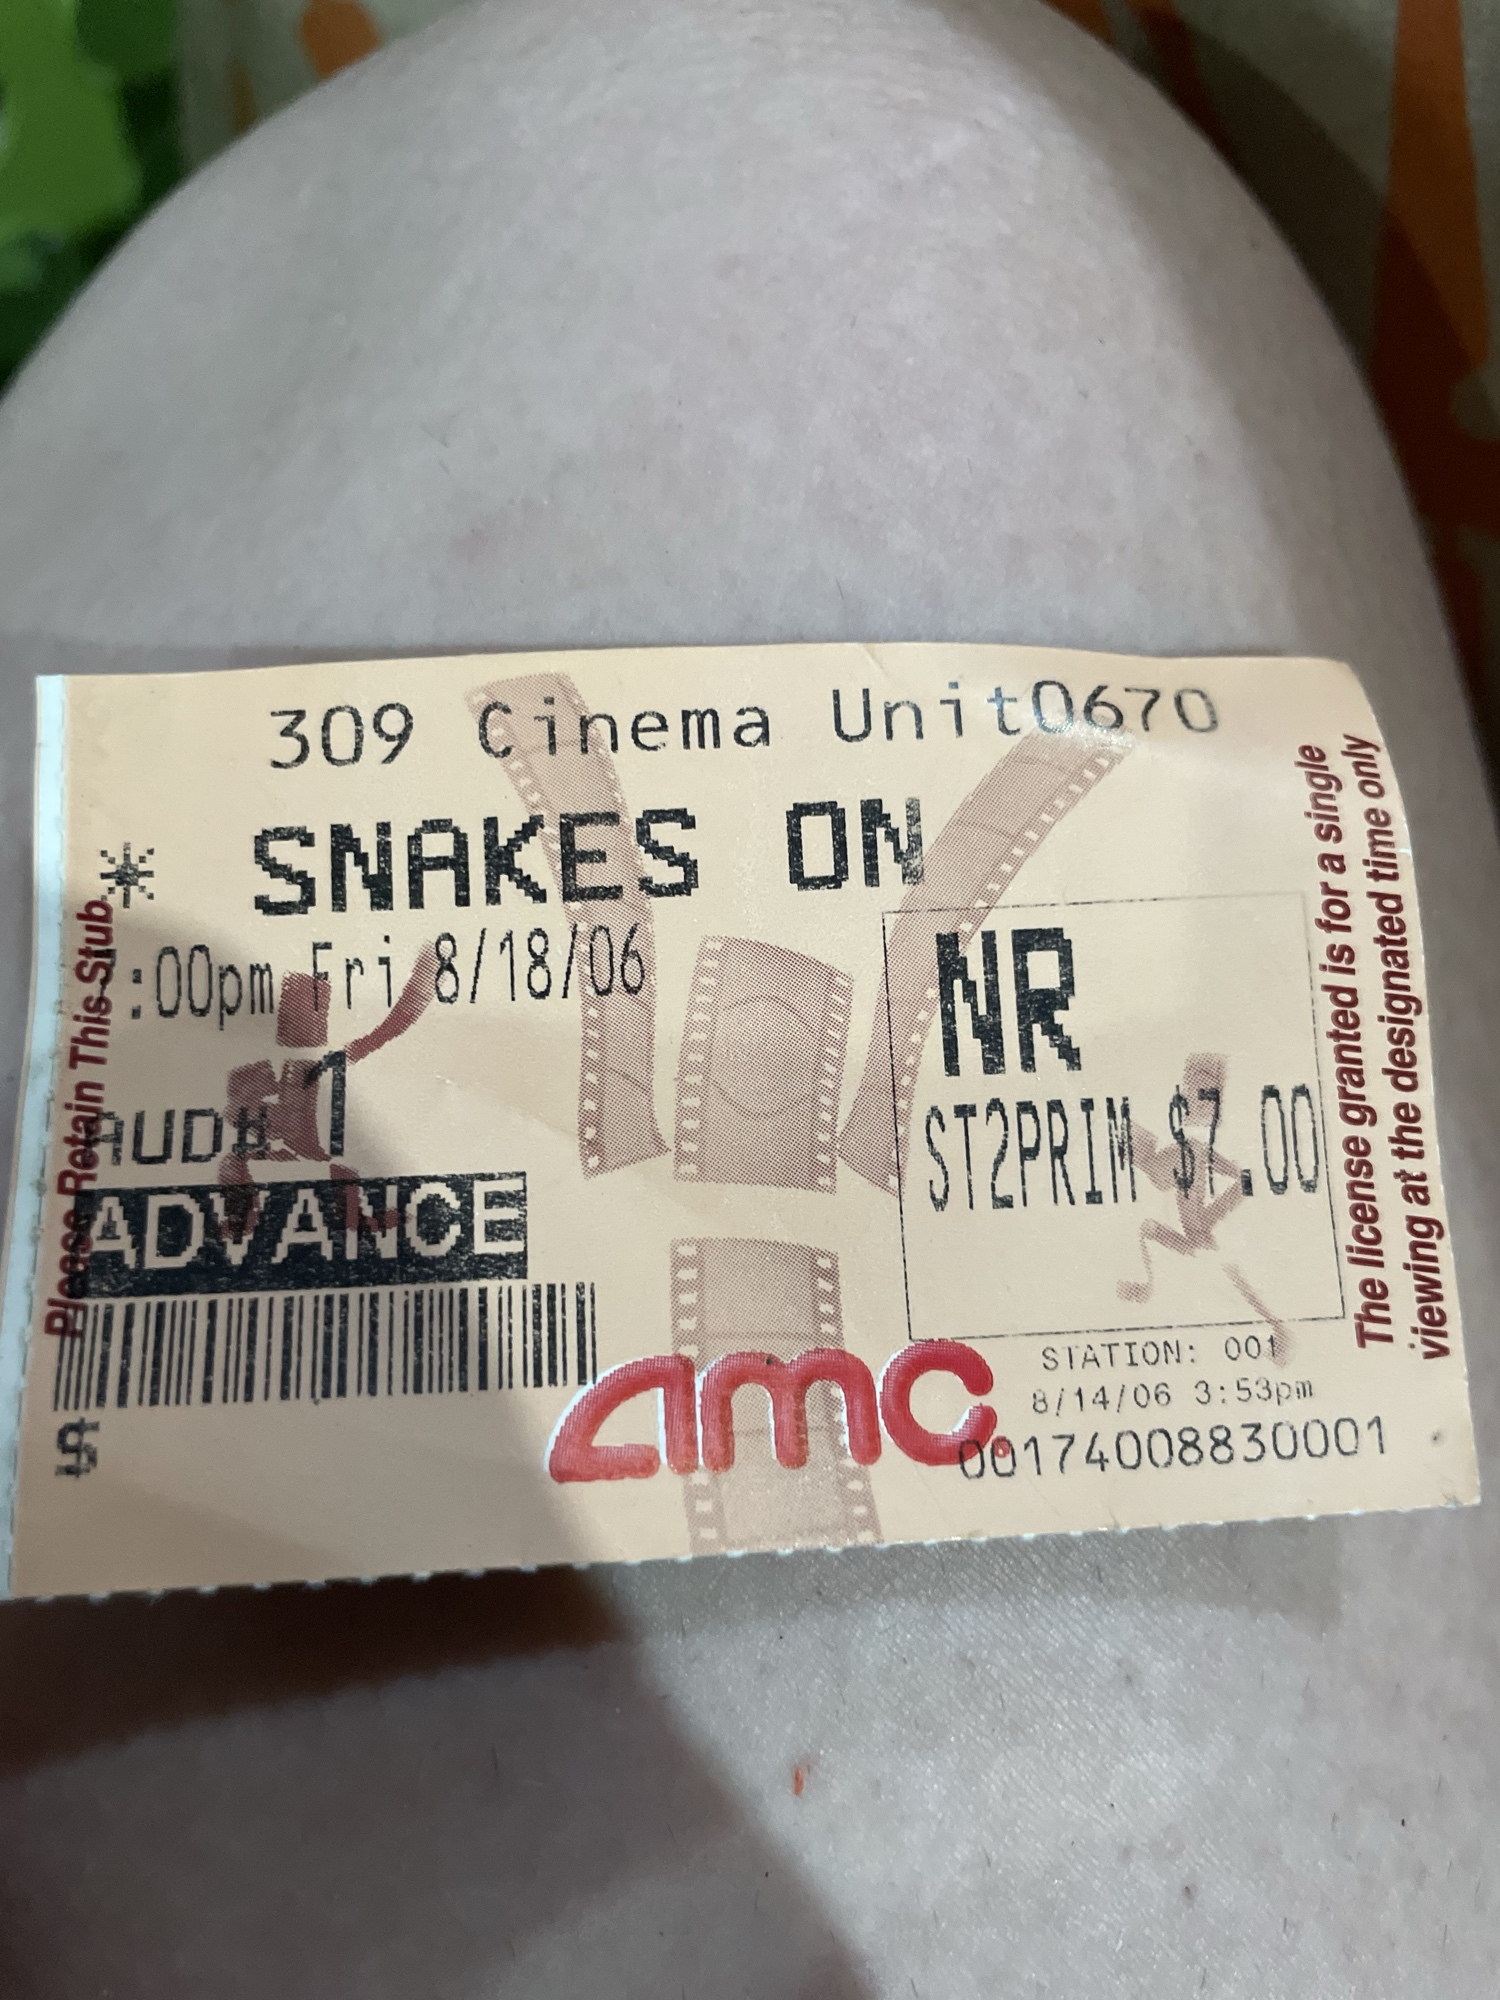 309 Cinema Unit0670
* SNAKES ON
:00pm Fri 8/18/06
NR
AUD# 1
ST2PRIM $7.00
ADVANCE
amc
STATION: 001
8/14/06 3:53pm
00174008830001
Please Retain This Stub
The license granted is for a single
viewing at the designated time only